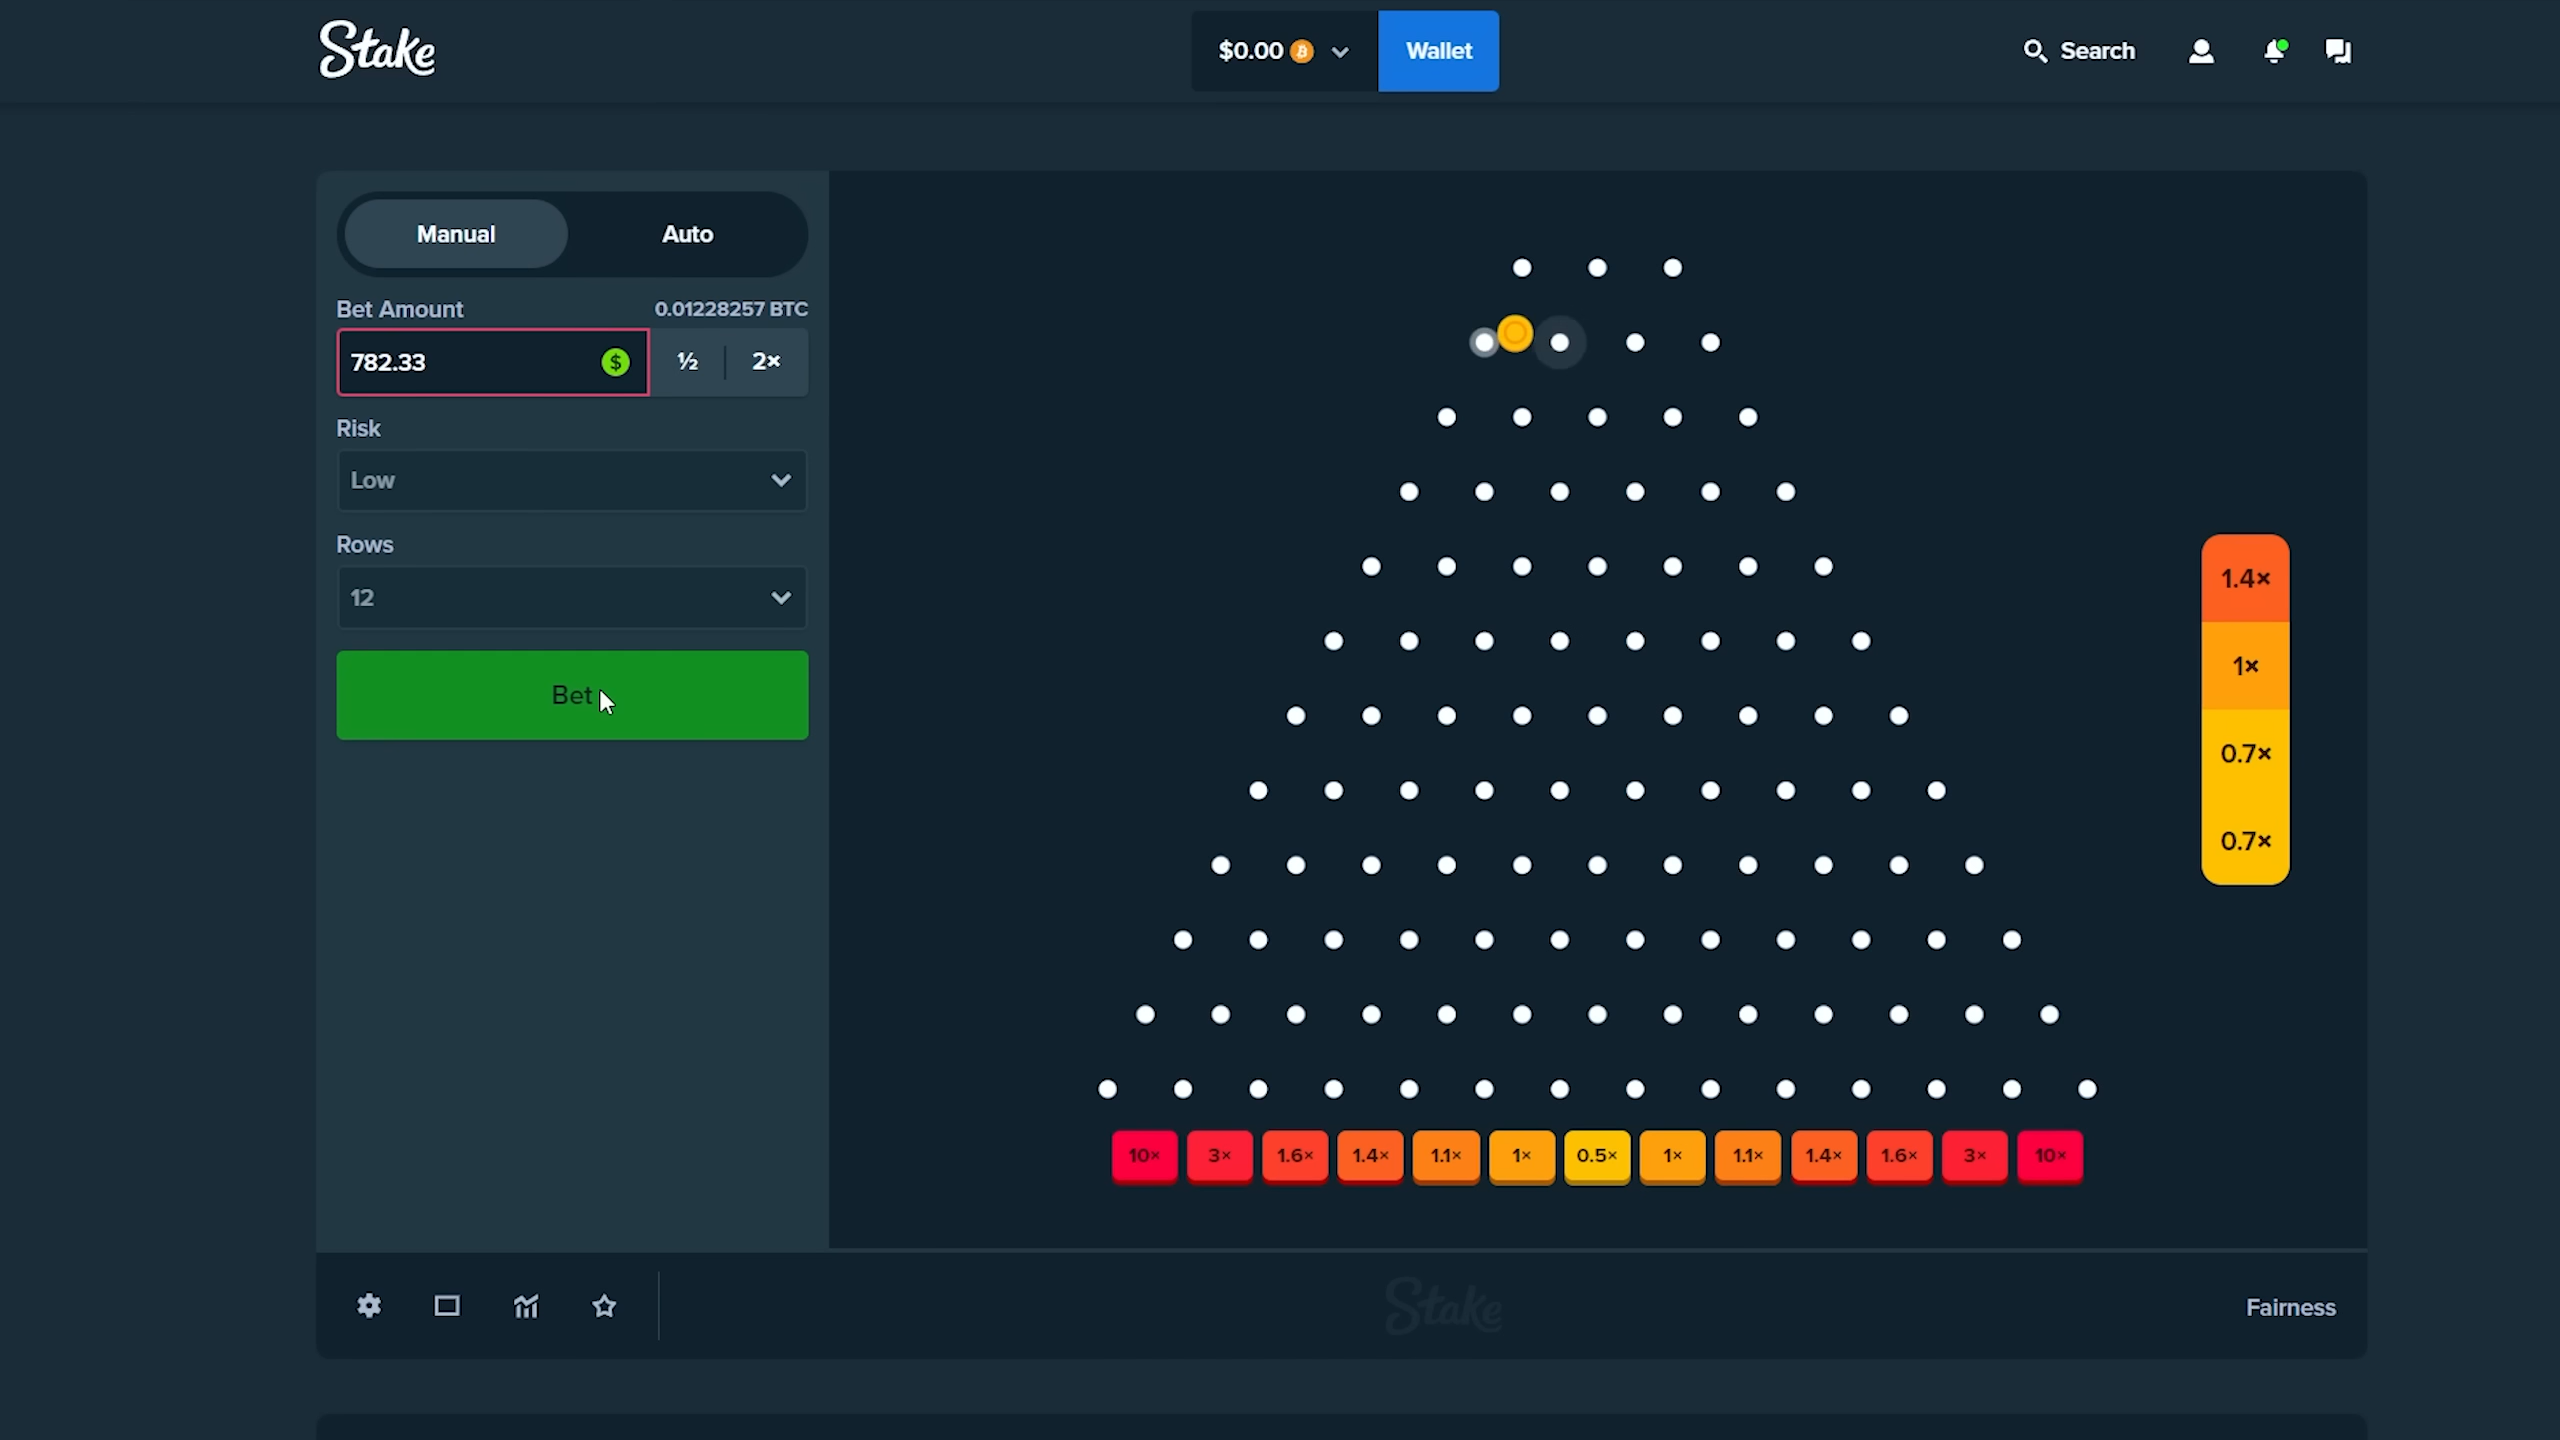 Stake
$0.00
Wallet
Search
Manual
Auto
Bet Amount
0.01228257 BTC
782.33
$
½
2×
Risk
Low
Rows
12
Bet
1.4×
1×
0.7×
0.7×
10×
3×
1.6×
1.4×
1.1×
1×
0.5×
1×
1.1×
1.4×
1.6×
3×
10×
Stake
Fairness